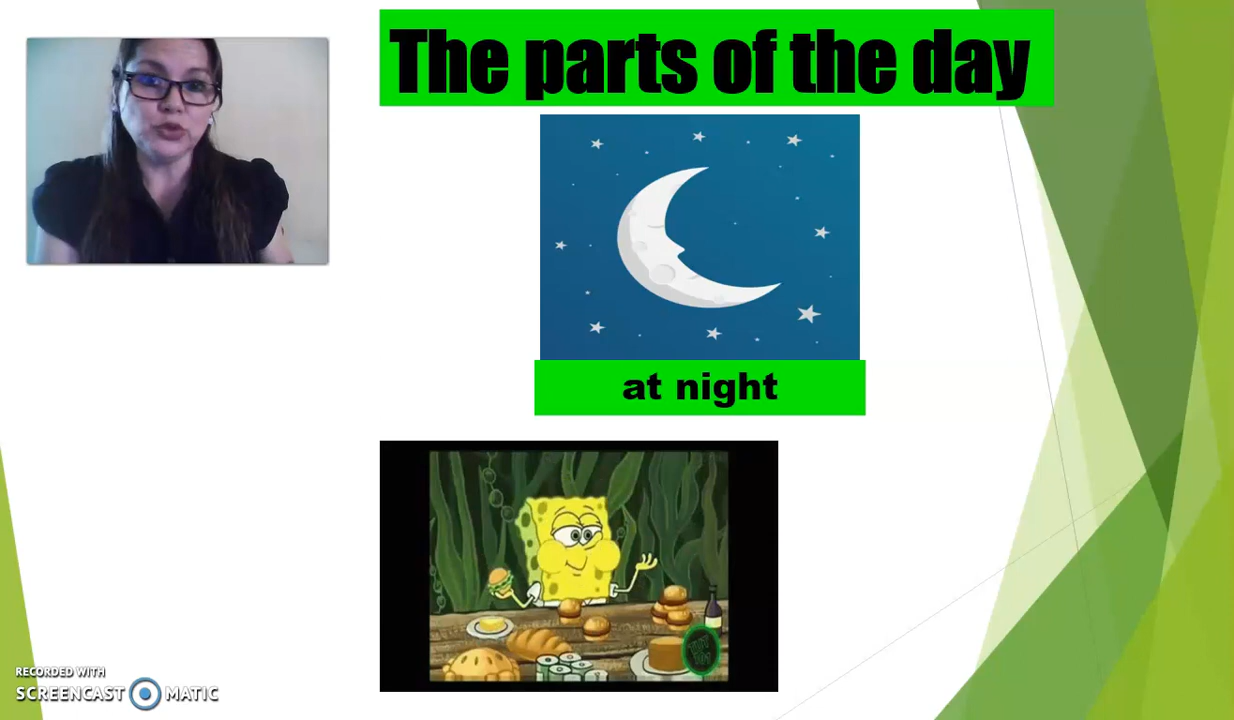 The parts of the day
at night
RECORDED WITH
SCREENCAST MATIC